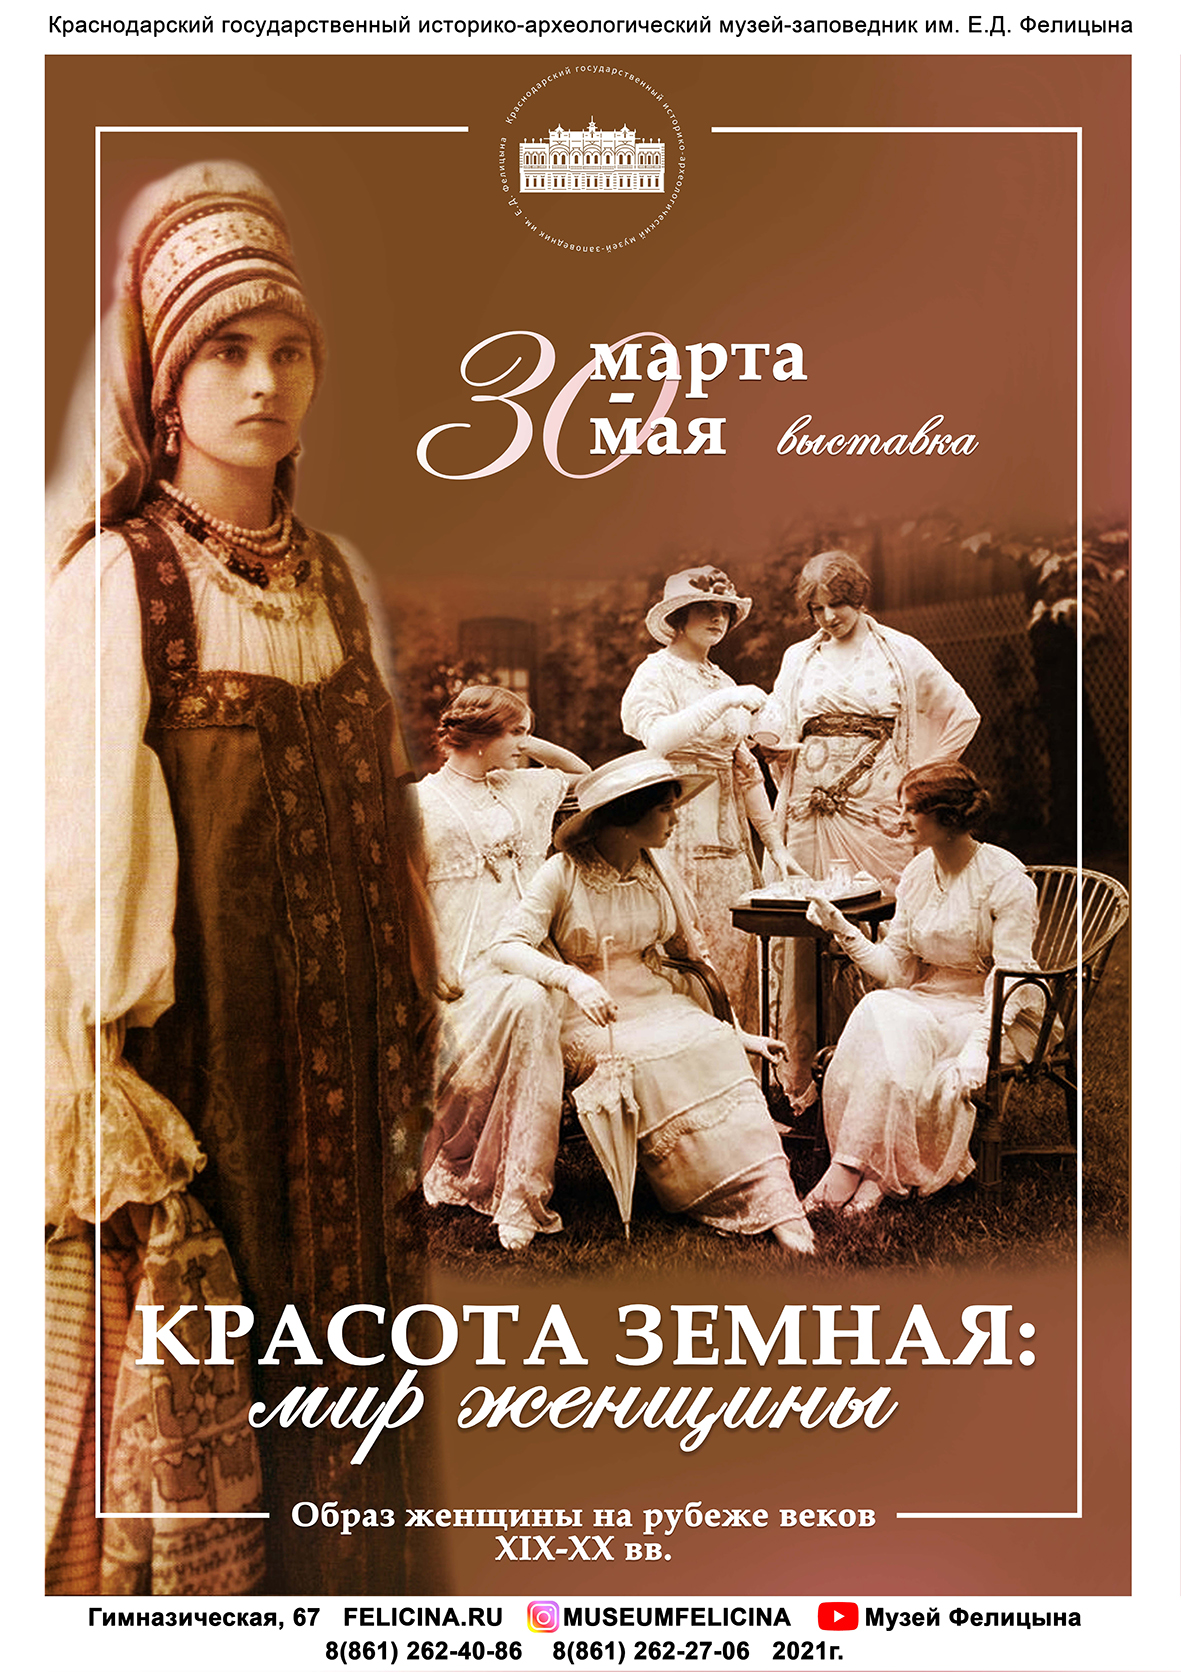 Краснодарский государственный историко-археологический музей-заповедник им. Е.Д. Фелицына
Краснодарский государственный историко-археологический музей-заповедник им. Е.Д. Фелицына
30 марта
-
мая
выставка
КРАСОТА ЗЕМНАЯ:
мир женщины
Образ женщины на рубеже веков
XIX-XX вв.
Гимназическая, 67 FELICINA.RU MUSEUMFELICINA Музей Фелицына
8(861) 262-40-86 8(861) 262-27-06 2021г.